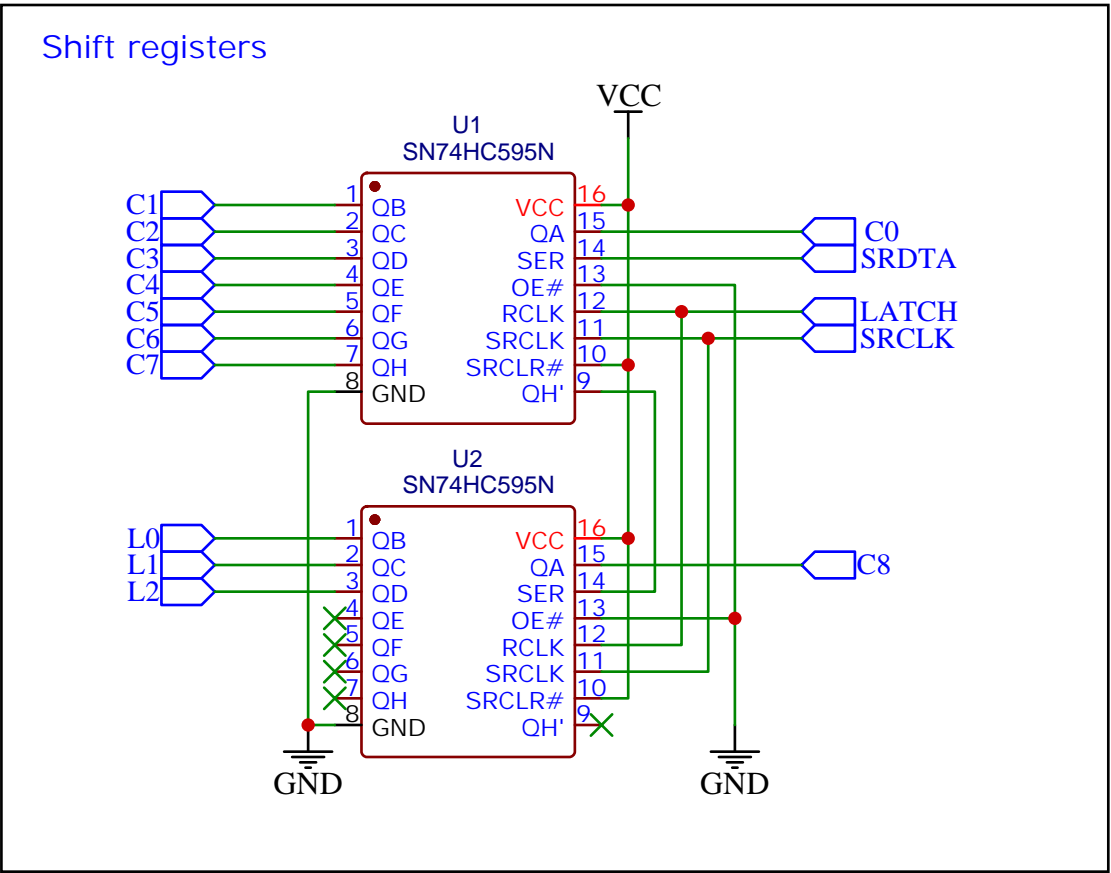 Shift registers
VCC
U1
SN74HC595N
C1 1 QB VCC 16
C2 2 QC QA 15 C0
C3 3 QD SER 14 SRDTA
C4 4 QE OE# 13
C5 5 QF RCLK 12 LATCH
C6 6 QG SRCLK 11 SRCLK
C7 7 QH SRCLR# 10
8 GND QH' 9
U2
SN74HC595N
L0 1 QB VCC 16
L1 2 QC QA 15 C8
L2 3 QD SER 14
4 QE OE# 13
5 QF RCLK 12
6 QG SRCLK 11
7 QH SRCLR# 10
8 GND QH' 9
GND GND